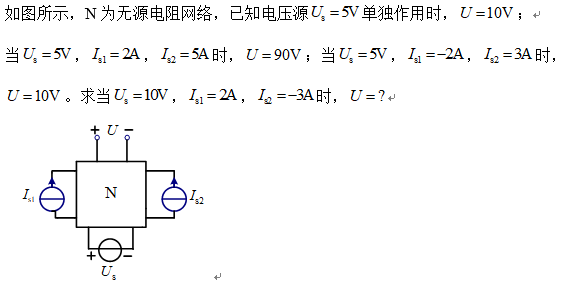 如图所示，N为无源电阻网络，已知电压源Us=5V单独作用时，U=10V；↵
当Us=5V，Is1=2A，Is2=5A时，U=90V；当Us=5V，Is1=−2A，Is2=3A时，
U=10V。求当Us=10V，Is1=2A，Is2=−3A时，U=?↵
+ U −
Is1
N
Is2
+ −
Us
↵